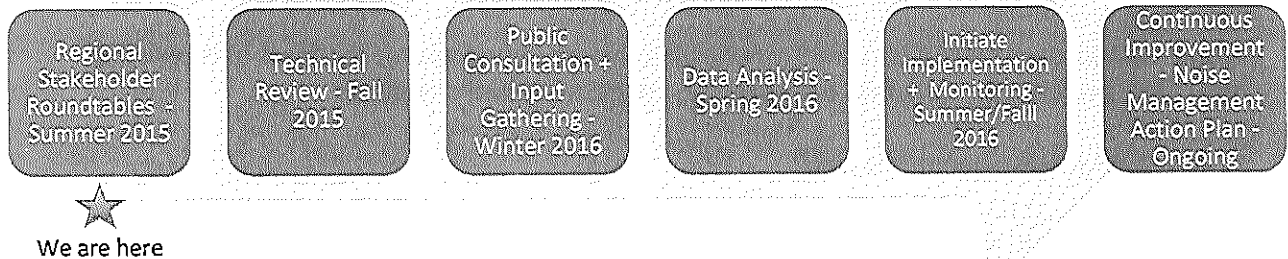 Regional
Stakeholder
Roundtables -
Summer 2015
Technical
Review - Fall
2015
Public
Consultation +
Input
Gathering -
Winter 2016
Data Analysis -
Spring 2016
Initiate
Implementation
+ Monitoring -
Summer/Falll
2016
Continuous
Improvement
- Noise
Management
Action Plan -
Ongoing
We are here